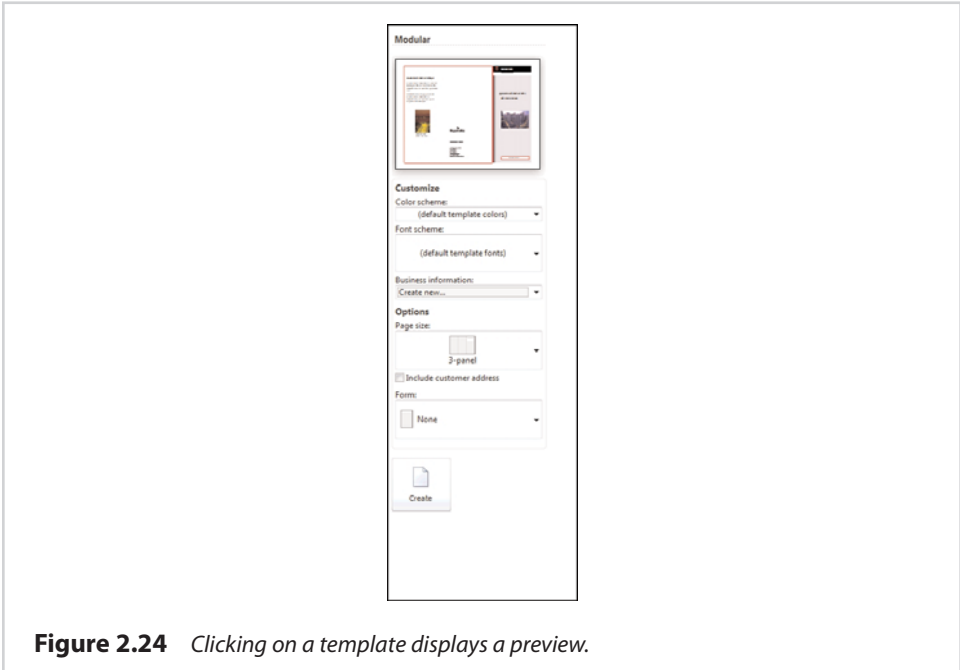 Modular
Customize
Color scheme:
(default template colors)
Font scheme:
(default template fonts)
Business information:
Create new...
Options
Page size:
3-panel
Include customer address
Form:
None
Create
Figure 2.24 Clicking on a template displays a preview.